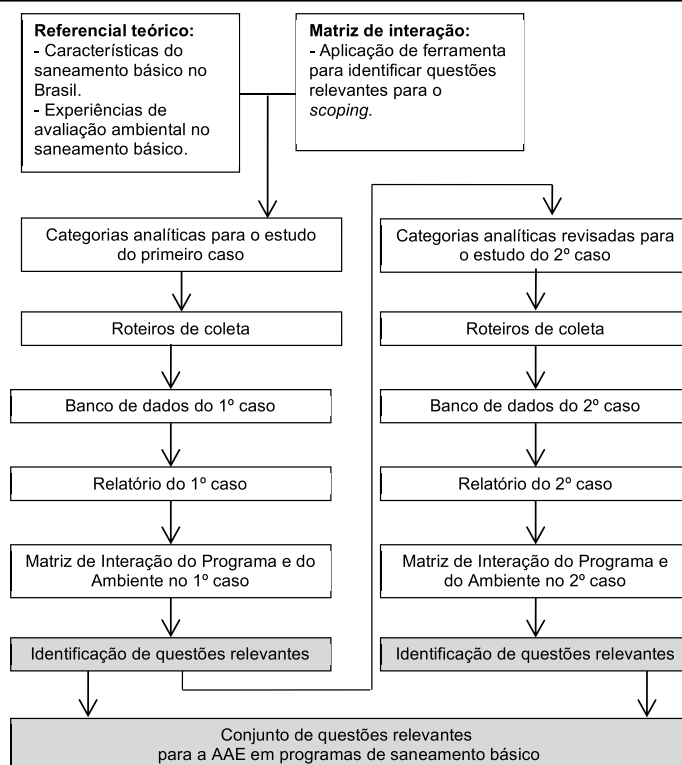 Referencial teórico:
- Características do
saneamento básico no
Brasil.
- Experiências de
avaliação ambiental no
saneamento básico.
Matriz de interação:
- Aplicação de ferramenta
para identificar questões
relevantes para o
scoping.
Categorias analíticas para o estudo
do primeiro caso
Roteiros de coleta
Banco de dados do 1º caso
Relatório do 1º caso
Matriz de Interação do Programa e do
Ambiente no 1º caso
Identificação de questões relevantes
Categorias analíticas revisadas para
o estudo do 2º caso
Roteiros de coleta
Banco de dados do 2º caso
Relatório do 2º caso
Matriz de Interação do Programa e
do Ambiente no 2º caso
Identificação de questões relevantes
Conjunto de questões relevantes
para a AAE em programas de saneamento básico